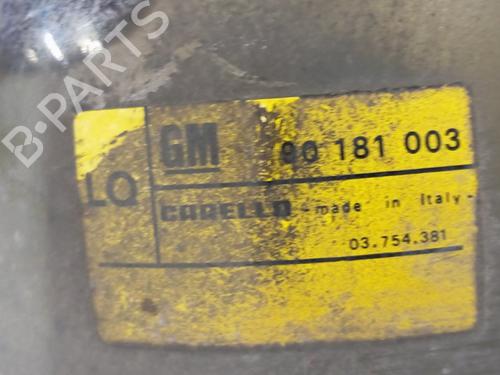 B-PARTS
GM 90 181 003
LQ
CARELLO - made in Italy -
03.754.381